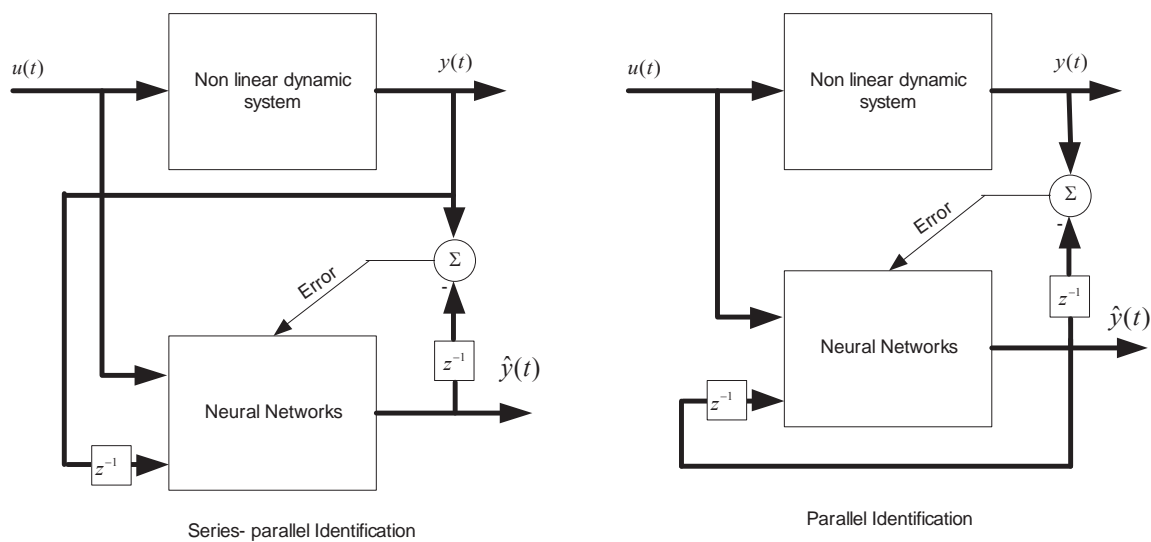 u(t)
Non linear dynamic
system
y(t)
Σ
-
Error
z⁻¹
ŷ(t)
Neural Networks
z⁻¹
Series- parallel Identification
u(t)
Non linear dynamic
system
y(t)
Σ
-
Error
z⁻¹
ŷ(t)
Neural Networks
z⁻¹
Parallel Identification